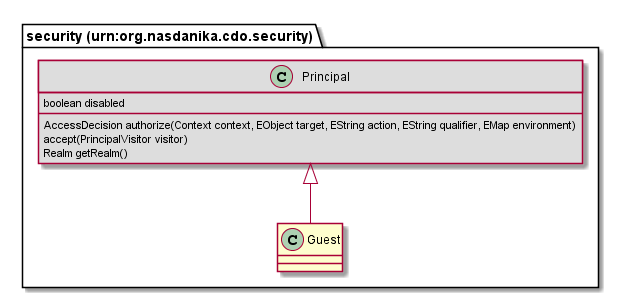 security (urn:org.nasdanika.cdo.security)
C Principal
boolean disabled
AccessDecision authorize(Context context, EObject target, EString action, EString qualifier, EMap environment)
accept(PrincipalVisitor visitor)
Realm getRealm()
C Guest